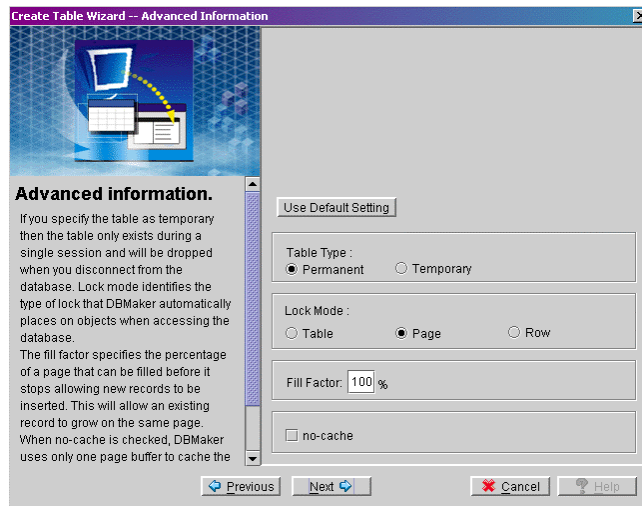 Create Table Wizard -- Advanced Information
Advanced information.
If you specify the table as temporary
then the table only exists during a
single session and will be dropped
when you disconnect from the
database. Lock mode identifies the
type of lock that DBMaker automatically
places on objects when accessing the
database.
The fill factor specifies the percentage
of a page that can be filled before it
stops allowing new records to be
inserted. This will allow an existing
record to grow on the same page.
When no-cache is checked, DBMaker
uses only one page buffer to cache the
Use Default Setting
Table Type :
Permanent Temporary
Lock Mode :
Table Page Row
Fill Factor: 100 %
no-cache
Previous Next Cancel Help